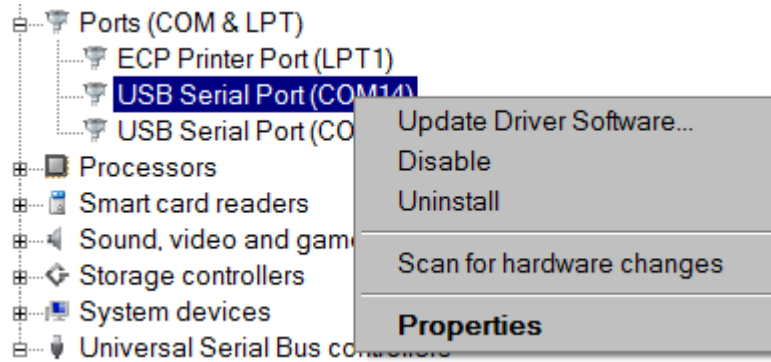 Ports (COM & LPT)
ECP Printer Port (LPT1)
USB Serial Port (COM14)
USB Serial Port (CO
Processors
Smart card readers
Sound, video and game
Storage controllers
System devices
Universal Serial Bus controllers
Update Driver Software...
Disable
Uninstall
Scan for hardware changes
Properties